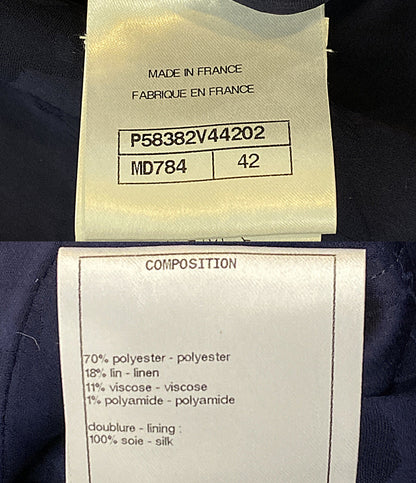 MADE IN FRANCE
FABRIQUE EN FRANCE
P58382V44202
MD784 42
COMPOSITION
70% polyester - polyester
18% lin - linen
11% viscose - viscose
1% polyamide - polyamide
doublure - lining :
100% soie - silk